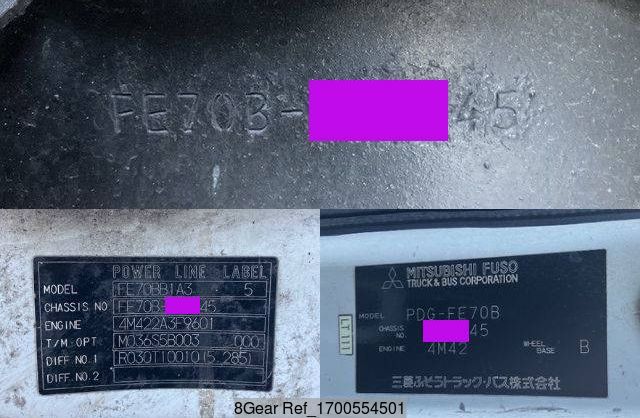 FE70B-
45
POWER LINE LABEL
MODEL FE70BB1A3 5
CHASSIS NO FE70B- 45
ENGINE 4M422A3F9601
T/M·OPT M036S5B003 000
DIFF NO.1 R030T10010(5.285)
DIFF NO.2
MITSUBISHI FUSO
TRUCK & BUS CORPORATION
MODEL PDG-FE70B
CHASSIS NO. 45
ENGINE 4M42 WHEEL BASE B
三菱ふそうトラック・バス株式会社
8Gear Ref_1700554501